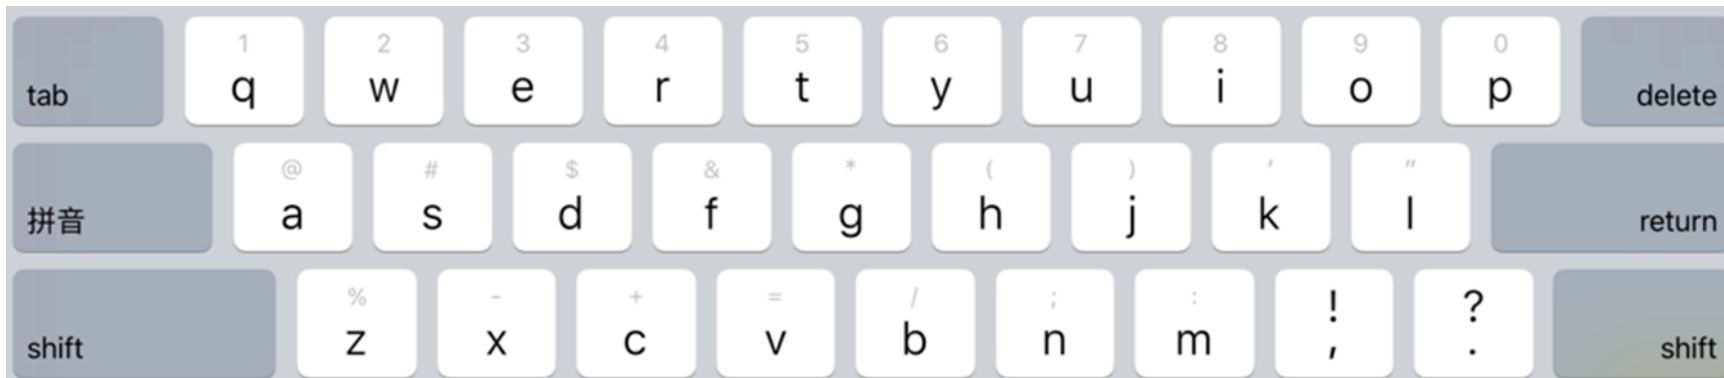 1 2 3 4 5 6 7 8 9 0
tab q w e r t y u i o p delete
@ # $ & * ( ) ' "
拼音 a s d f g h j k l return
% - + = / ; : ! ?
shift z x c v b n m , . shift